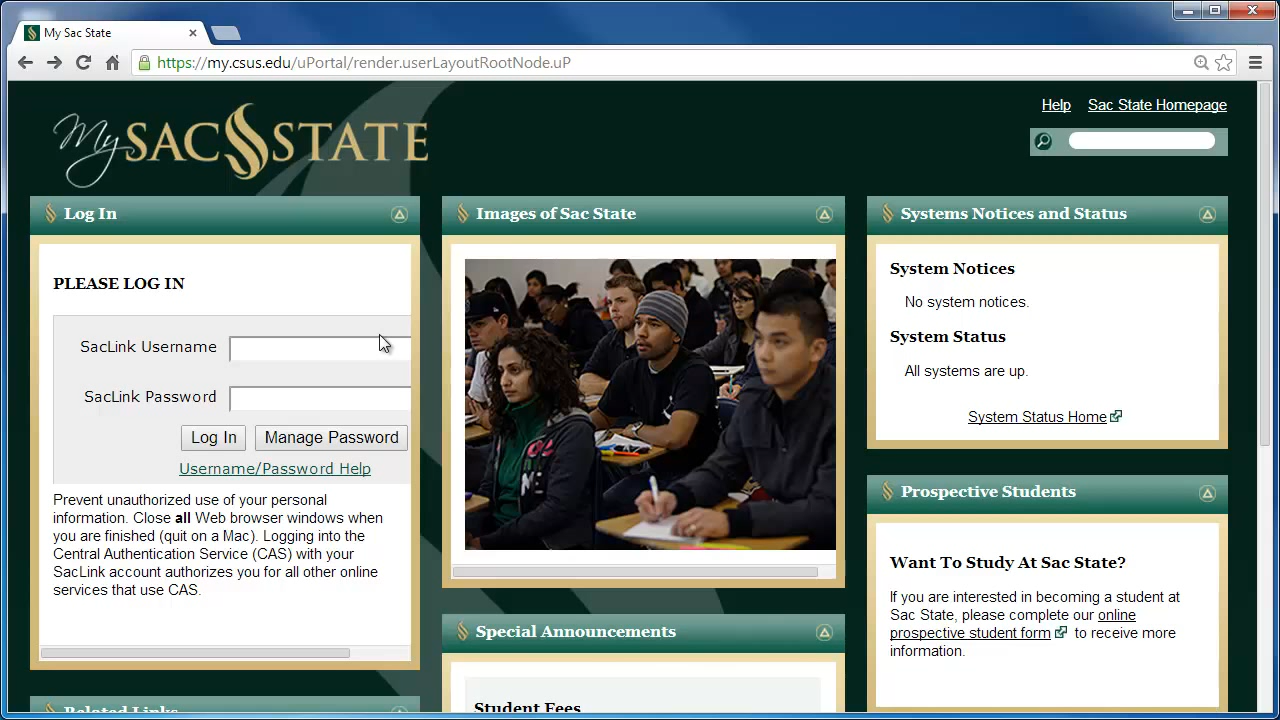 My Sac State
https://my.csus.edu/uPortal/render.userLayoutRootNode.uP
Help Sac State Homepage
My SAC STATE
Log In
PLEASE LOG IN
SacLink Username
SacLink Password
Log In Manage Password
Username/Password Help
Prevent unauthorized use of your personal
information. Close all Web browser windows when
you are finished (quit on a Mac). Logging into the
Central Authentication Service (CAS) with your
SacLink account authorizes you for all other online
services that use CAS.
Related Links
Images of Sac State
Special Announcements
Student Fees
Systems Notices and Status
System Notices
No system notices.
System Status
All systems are up.
System Status Home
Prospective Students
Want To Study At Sac State?
If you are interested in becoming a student at
Sac State, please complete our online
prospective student form to receive more
information.